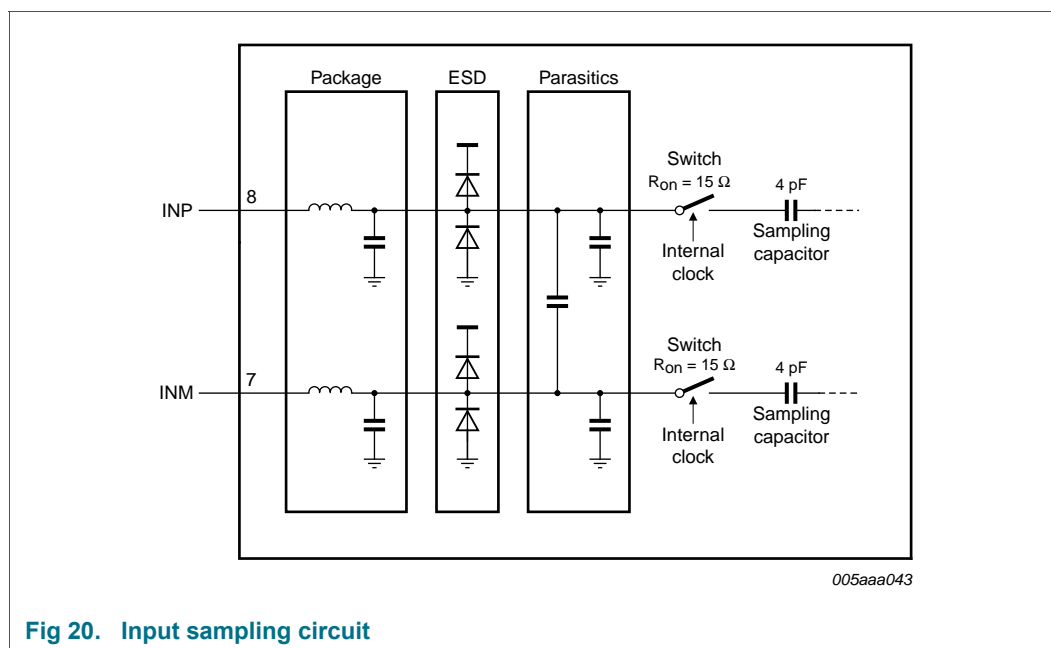 Package
ESD
Parasitics
Switch
Ron = 15 Ω
4 pF
8
INP
Internal
clock
Sampling
capacitor
Switch
Ron = 15 Ω
4 pF
7
INM
Internal
clock
Sampling
capacitor
005aaa043
Fig 20. Input sampling circuit